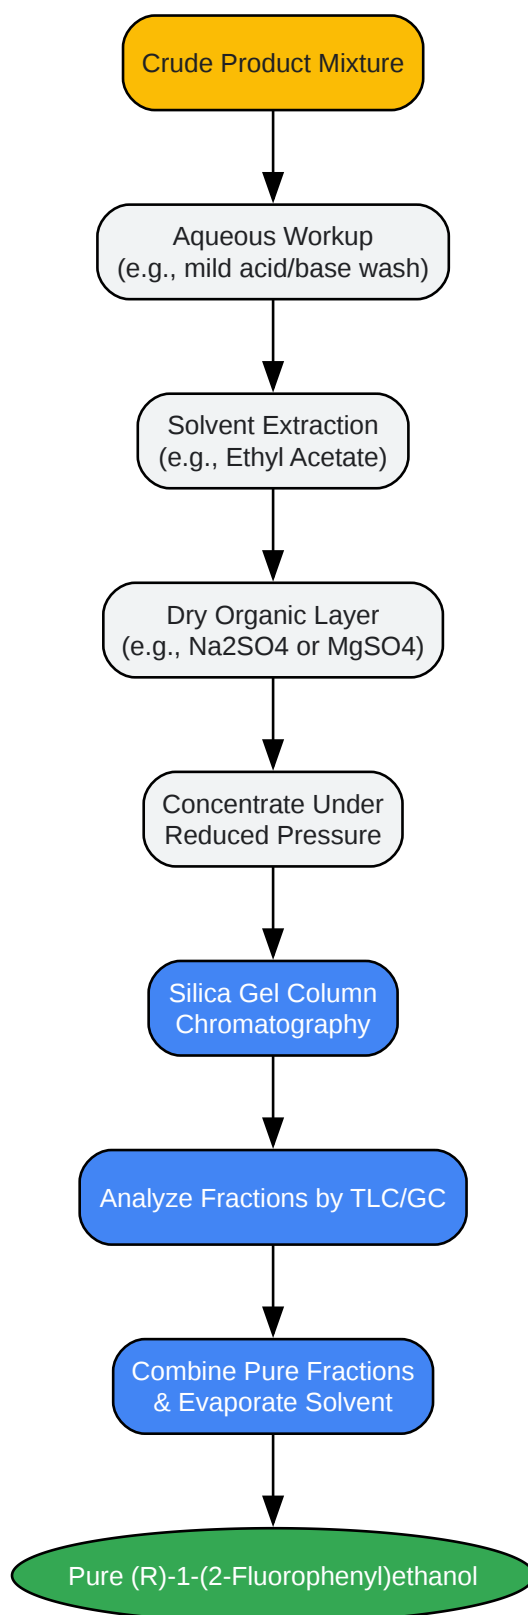 Crude Product Mixture
Aqueous Workup
(e.g., mild acid/base wash)
Solvent Extraction
(e.g., Ethyl Acetate)
Dry Organic Layer
(e.g., Na2SO4 or MgSO4)
Concentrate Under
Reduced Pressure
Silica Gel Column
Chromatography
Analyze Fractions by TLC/GC
Combine Pure Fractions
& Evaporate Solvent
Pure (R)-1-(2-Fluorophenyl)ethanol